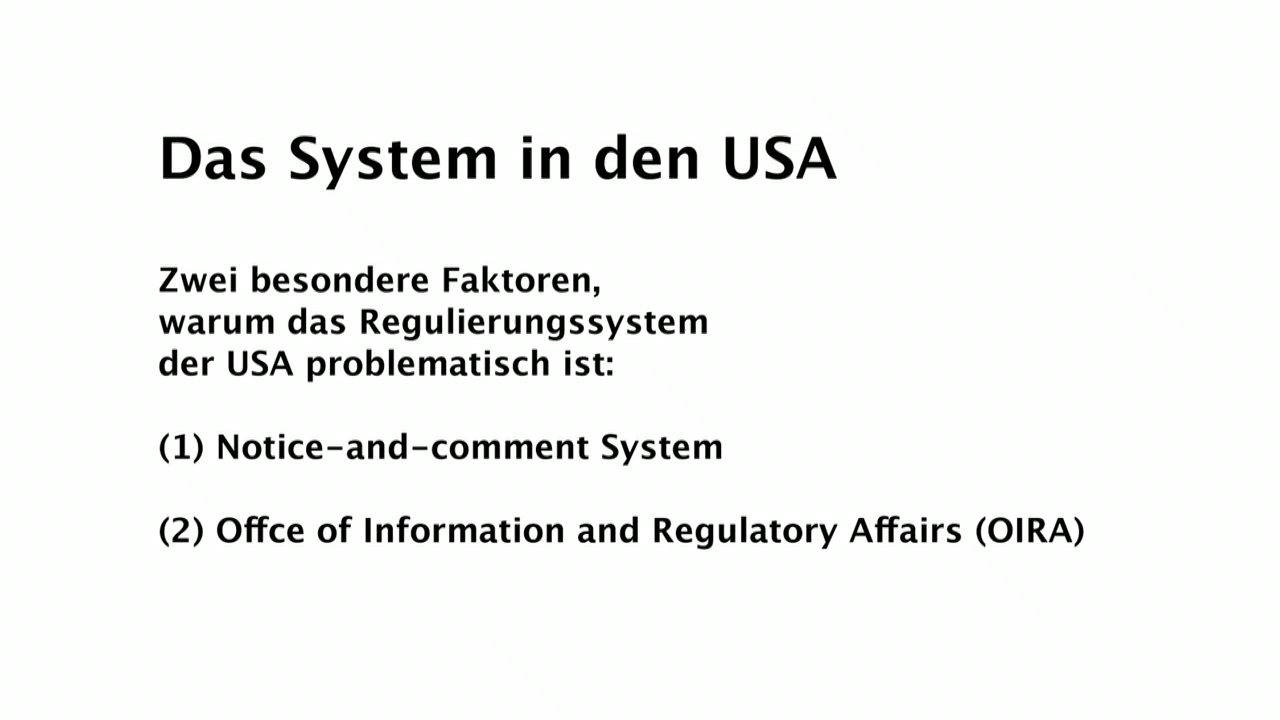 Das System in den USA
Zwei besondere Faktoren,
warum das Regulierungssystem
der USA problematisch ist:
(1) Notice-and-comment System
(2) Offce of Information and Regulatory Affairs (OIRA)